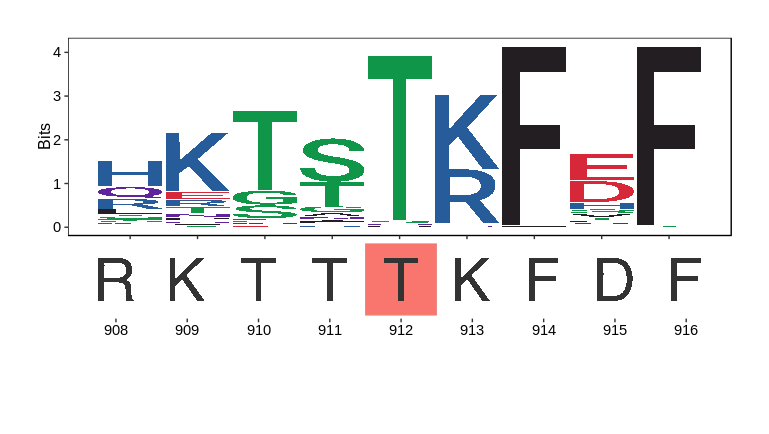 4
3
2
1
0
Bits
H K T S T K F E F
Q G T R D
R S
R K T T T K F D F
908 909 910 911 912 913 914 915 916